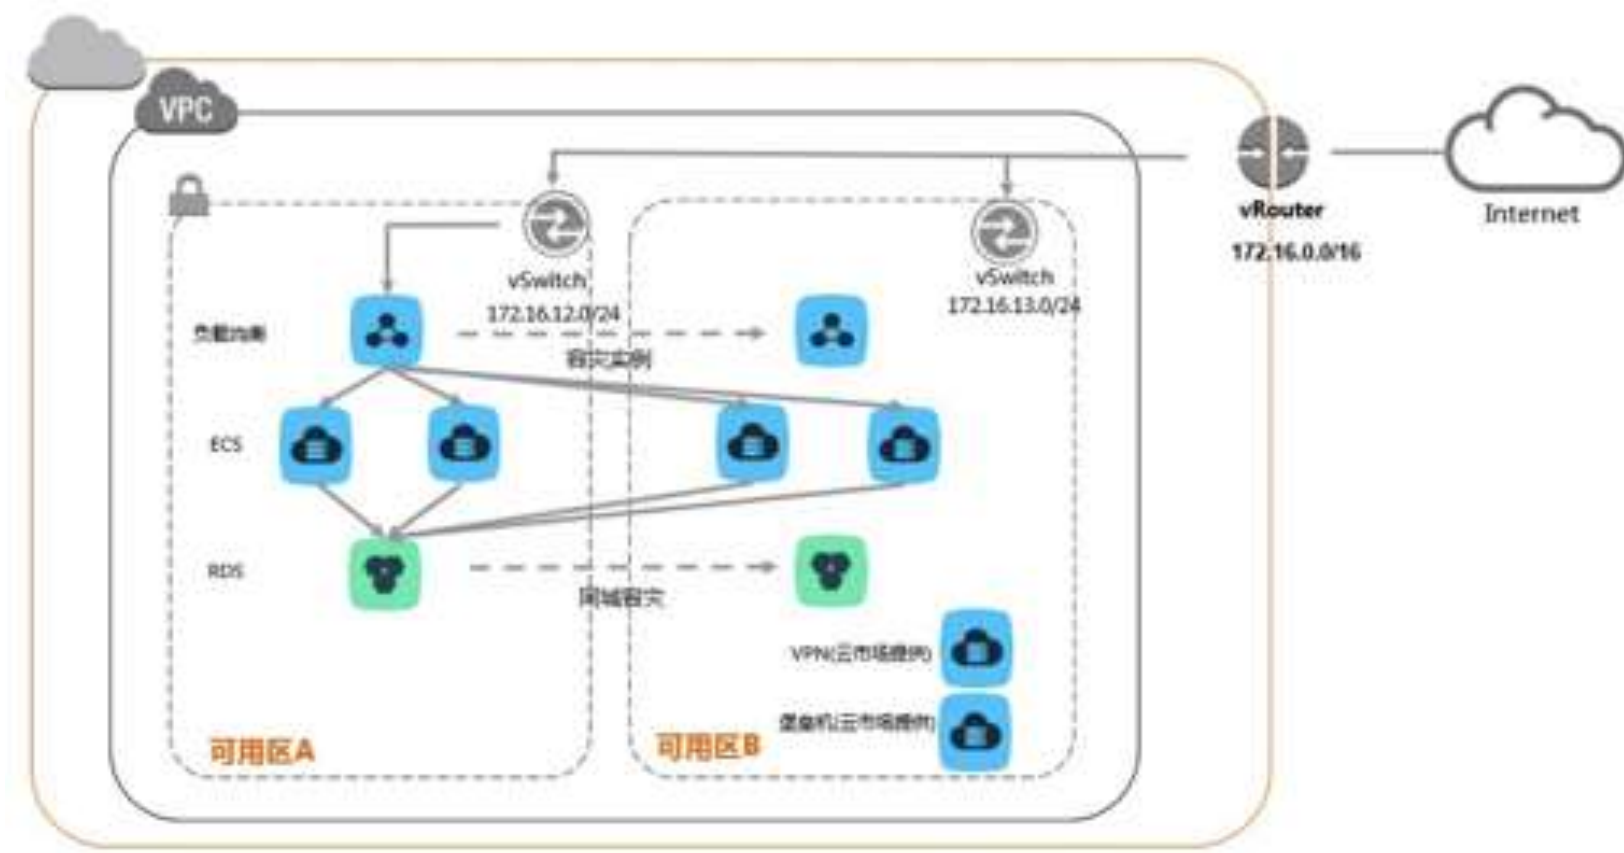 VPC
vRouter
172.16.0.0/16
Internet
vSwitch
172.16.12.0/24
vSwitch
172.16.13.0/24
负载均衡
容灾实例
ECS
RDS
同城容灾
VPN(云市场提供)
堡垒机(云市场提供)
可用区A
可用区B